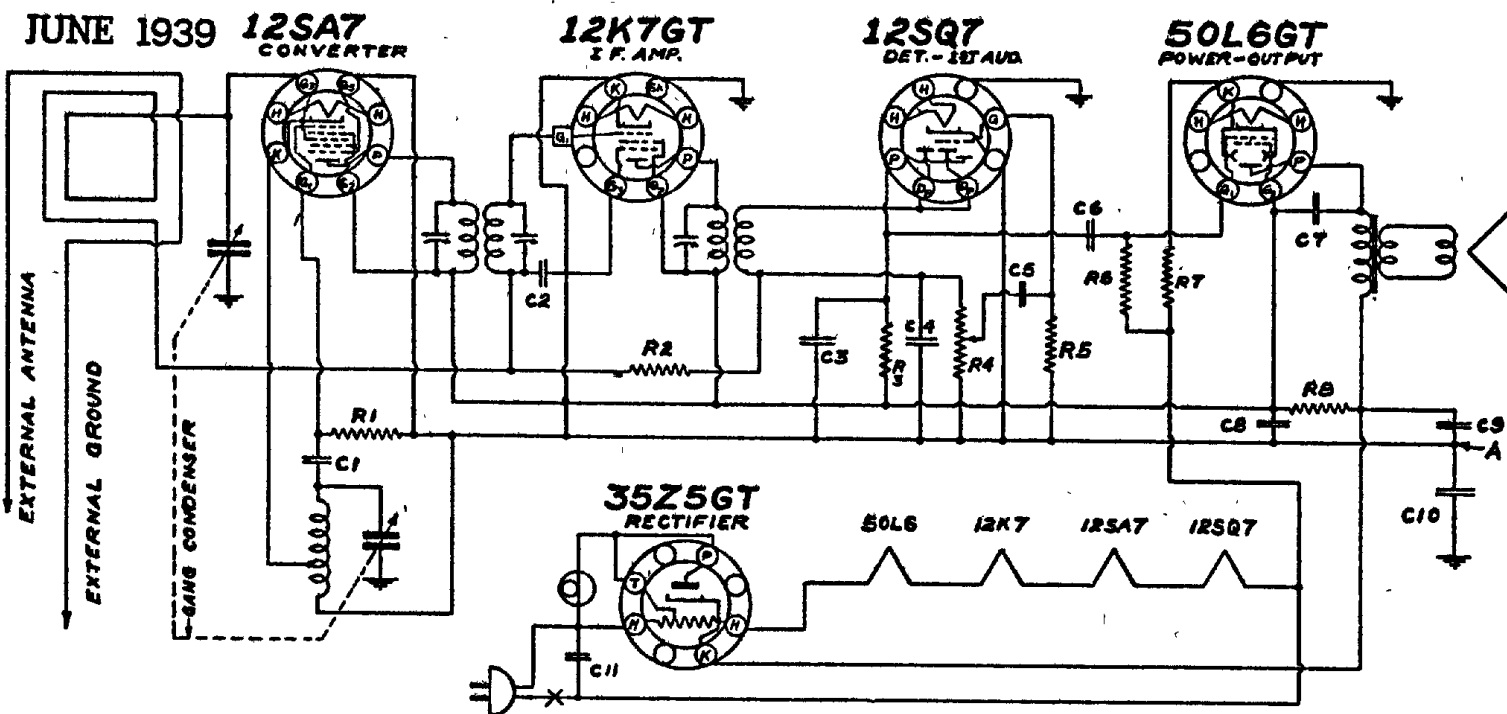 JUNE 1939
12SA7
CONVERTER
12K7GT
I F. AMP.
12SQ7
DET.-1ST AUD.
50L6GT
POWER-OUTPUT
EXTERNAL ANTENNA
EXTERNAL GROUND
GANG CONDENSER
C2
R2
C3
R3
C4
R4
C5
R5
C6
R6
R7
C7
R8
C8
C9
A
C10
R1
C1
35Z5GT
RECTIFIER
50L6
12K7
12SA7
12SQ7
C11
H
K
P
H
K
H
H
P
H
H
G
P
K
H
H
P
P
T
H
H
K